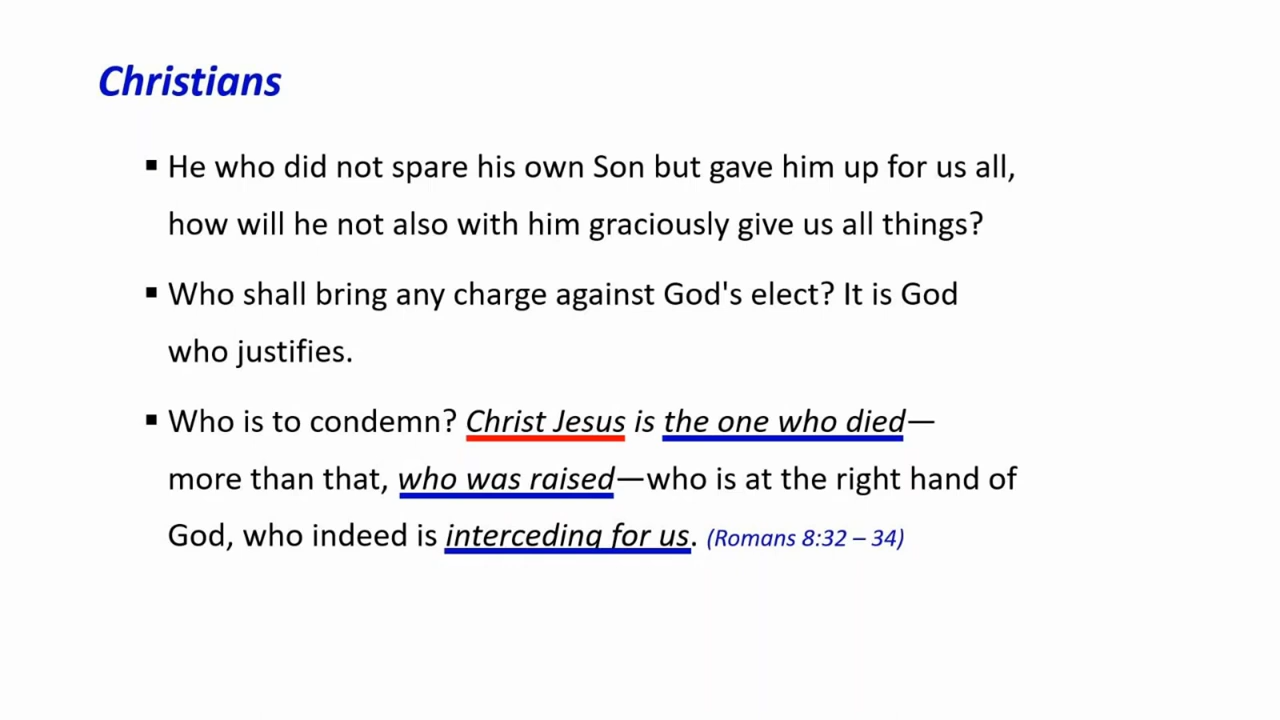 Christians
▪ He who did not spare his own Son but gave him up for us all,
how will he not also with him graciously give us all things?
▪ Who shall bring any charge against God's elect? It is God
who justifies.
▪ Who is to condemn? Christ Jesus is the one who died—
more than that, who was raised—who is at the right hand of
God, who indeed is interceding for us. (Romans 8:32 – 34)